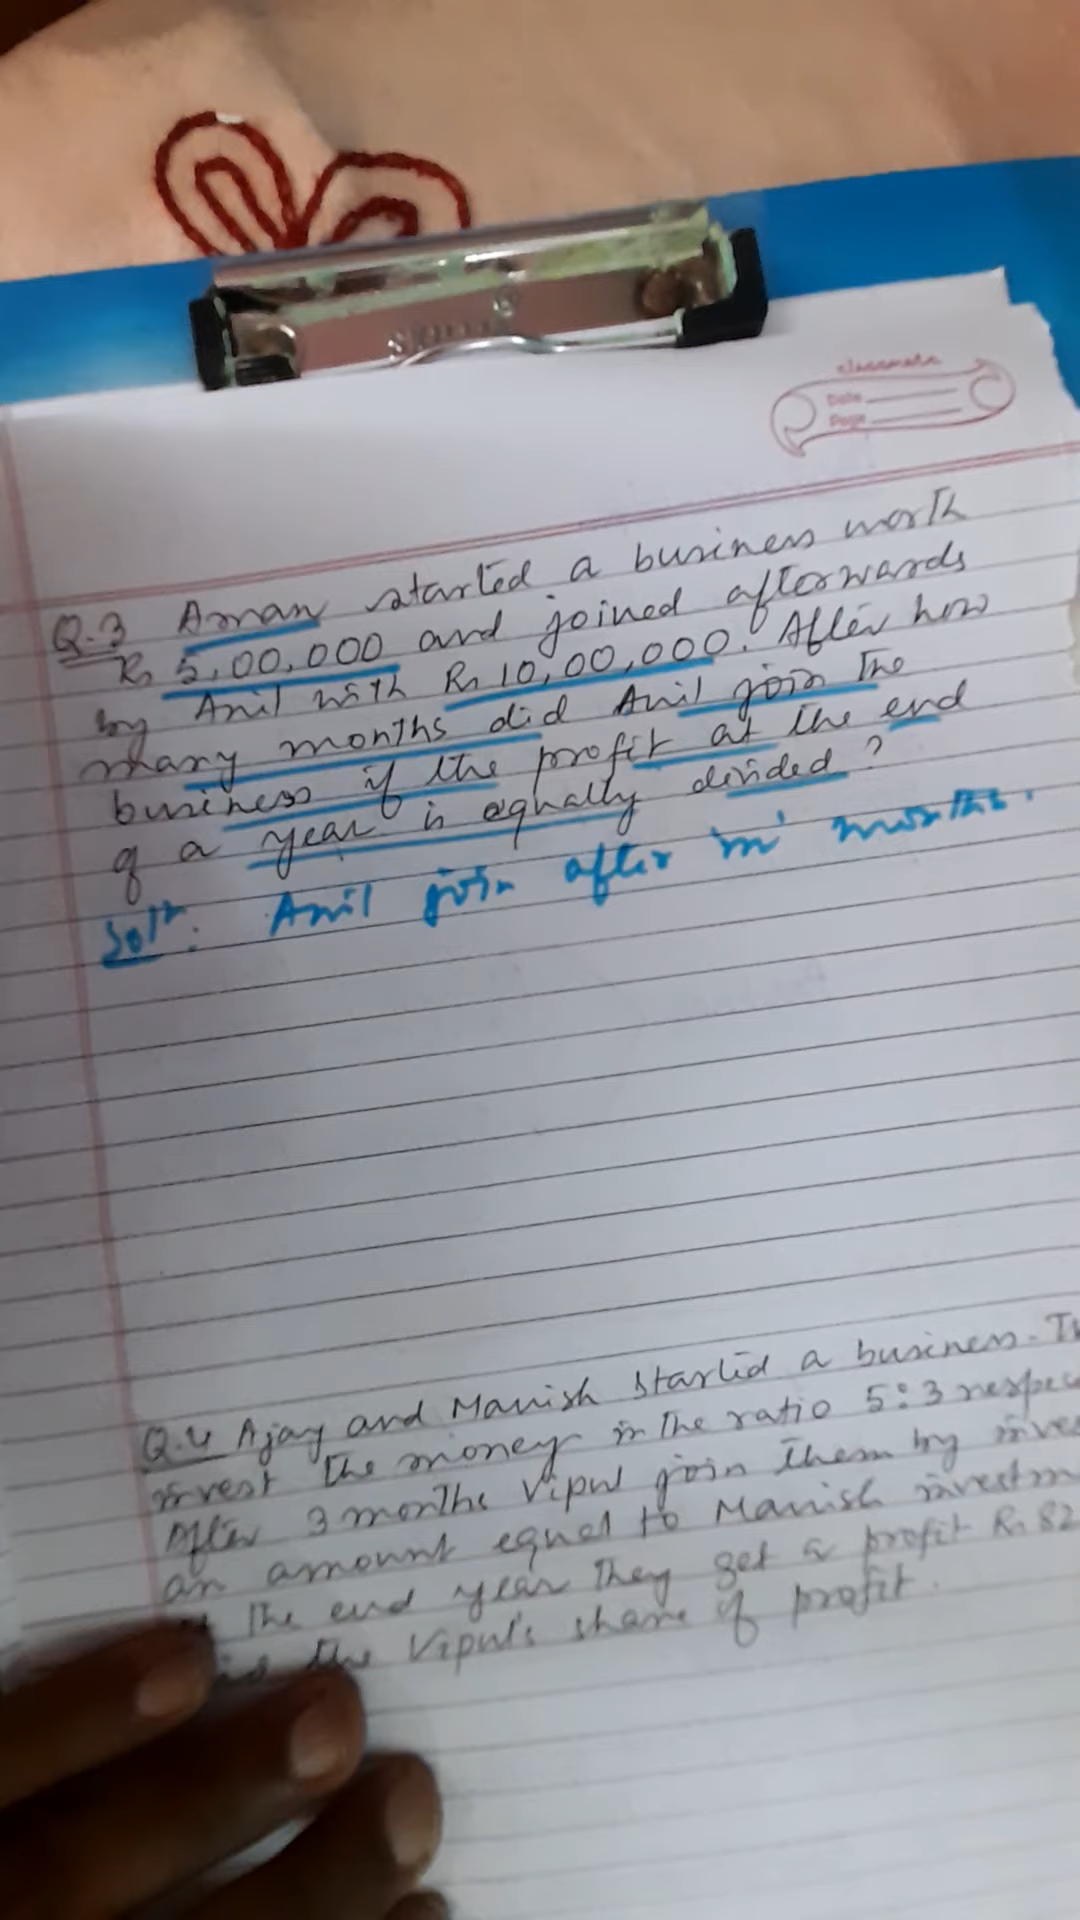 classmate
Date
Page
Q.3 Aman started a business worth
Rs 5,00,000 and joined afterwards
by Anil with Rs 10,00,000. After how
many months did Anil join the
business if the profit at the end
of a year is equally divided?
Soln: Anil join after 'm' months.
Q.4 Ajay and Manish started a business.
invest the money in the ratio 5:3
After 3 months Vipul join them by
an amount equal to Manish
the end year they get a profit Rs 82
is the Vipul's share of profit.